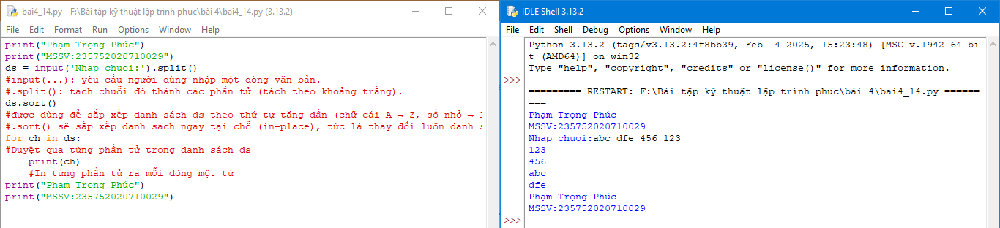 bai4_14.py - F:\Bài tập kỹ thuật lập trình phuc\bài 4\bai4_14.py (3.13.2)
File Edit Format Run Options Window Help
print("Phạm Trọng Phúc")
print("MSSV:235752020710029")
ds = input('Nhap chuoi:').split()
#input(...): yêu cầu người dùng nhập một dòng văn bản.
#.split(): tách chuỗi đó thành các phần tử (tách theo khoảng trắng).
ds.sort()
#được dùng để sắp xếp danh sách ds theo thứ tự tăng dần (chữ cái A → Z, số nhỏ → l
#.sort() sẽ sắp xếp danh sách ngay tại chỗ (in-place), tức là thay đổi luôn danh s
for ch in ds:
#Duyệt qua từng phần tử trong danh sách ds
    print(ch)
    #In từng phần tử ra mỗi dòng một từ
print("Phạm Trọng Phúc")
print("MSSV:235752020710029")
IDLE Shell 3.13.2
File Edit Shell Debug Options Window Help
Python 3.13.2 (tags/v3.13.2:4f8bb39, Feb  4 2025, 15:23:48) [MSC v.1942 64 bi
t (AMD64)] on win32
Type "help", "copyright", "credits" or "license()" for more information.
>>>
========= RESTART: F:\Bài tập kỹ thuật lập trình phuc\bài 4\bai4_14.py ======
===
Phạm Trọng Phúc
MSSV:235752020710029
Nhap chuoi:abc dfe 456 123
123
456
abc
dfe
Phạm Trọng Phúc
MSSV:235752020710029
>>>